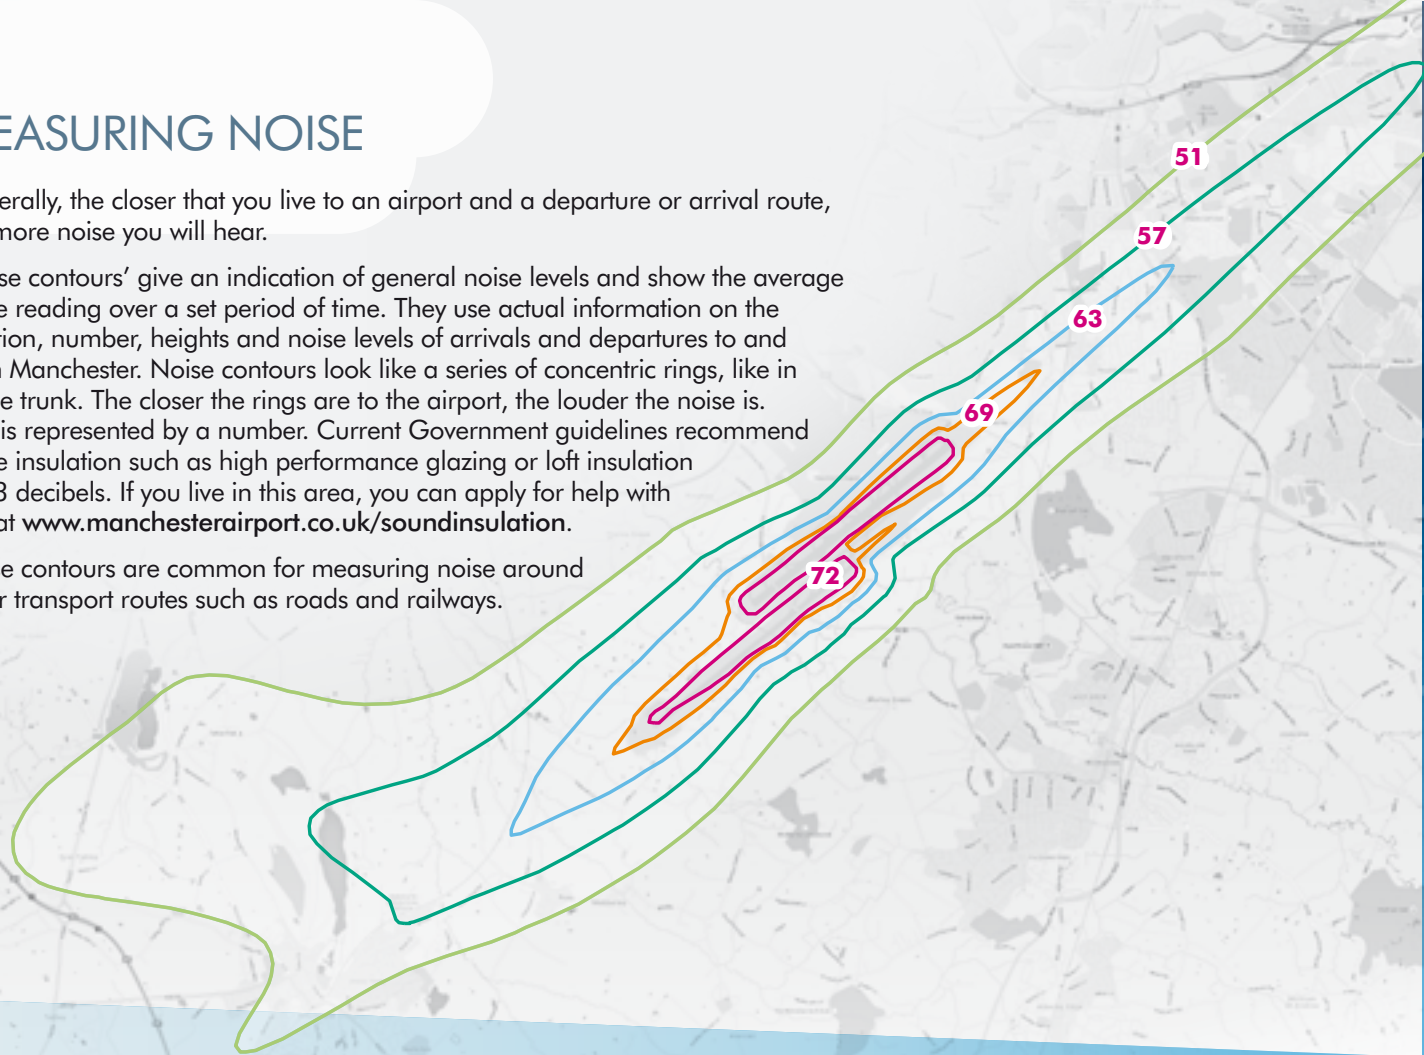 EASURING NOISE
erally, the closer that you live to an airport and a departure or arrival route,
more noise you will hear.
se contours’ give an indication of general noise levels and show the average
e reading over a set period of time. They use actual information on the
tion, number, heights and noise levels of arrivals and departures to and
Manchester. Noise contours look like a series of concentric rings, like in
e trunk. The closer the rings are to the airport, the louder the noise is.
is represented by a number. Current Government guidelines recommend
e insulation such as high performance glazing or loft insulation
3 decibels. If you live in this area, you can apply for help with
at www.manchesterairport.co.uk/soundinsulation.
e contours are common for measuring noise around
r transport routes such as roads and railways.
51
57
63
69
72